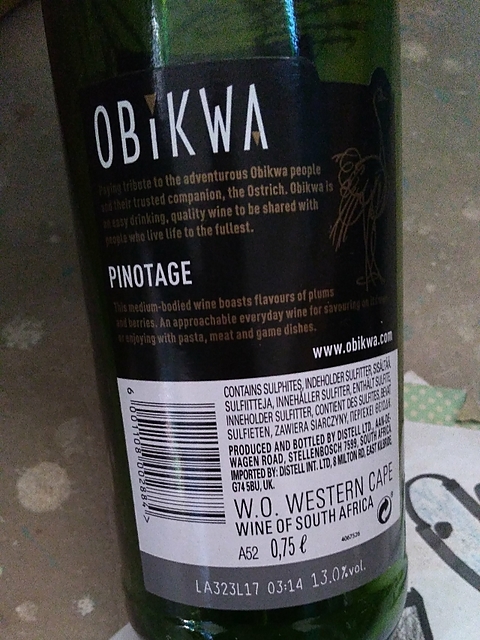 OBiKWA
Paying tribute to the adventurous Obikwa people
and their trusted companion, the Ostrich. Obikwa is
an easy drinking, quality wine to be shared with
people who live life to the fullest.
PINOTAGE
This medium-bodied wine boasts flavours of plums
and berries. An approachable everyday wine for savouring on its own
or enjoying with pasta, meat and game dishes.
www.obikwa.com
CONTAINS SULPHITES, INDEHOLDER SULFITTER, SISÄLTÄÄ
SULFIITTEJA, INNEHÅLLER SULFITER, ENTHÄLT SULFITE,
INNEHOLDER SULFITTER, CONTIENT DES SULFITES, BEVAT
SULFIETEN, ZAWIERA SIARCZYNY, ΠΕΡΙΕΧΕΙ
PRODUCED AND BOTTLED BY DISTELL LTD., AAN-DE-
WAGEN ROAD, STELLENBOSCH 7599, SOUTH AFRICA
IMPORTED BY: DISTELL INT. LTD, 8 MILTON RD, EAST KILBRIDE,
G74 5BU, UK.
W.O. WESTERN CAPE
WINE OF SOUTH AFRICA
A52 0,75 ℓ
4067526
6 001108 002884 >
LA323L17 03:14 13.0%vol.